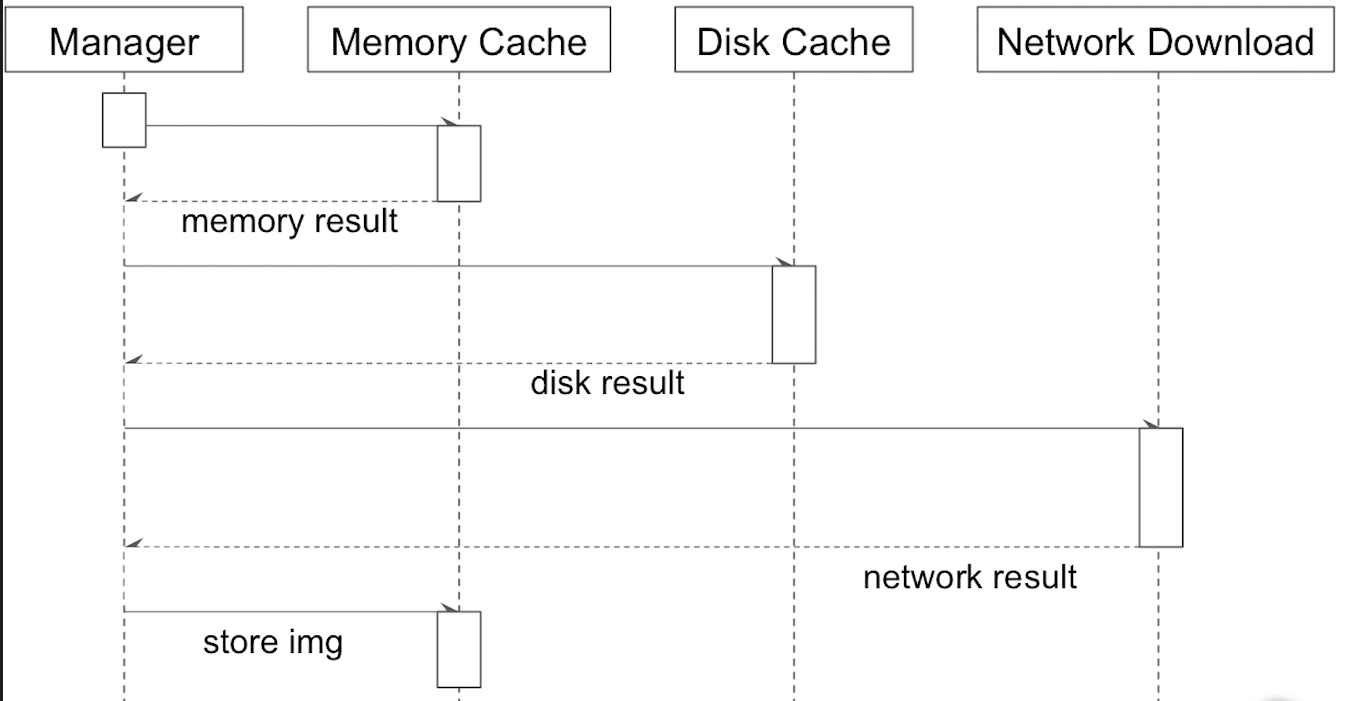 Manager
Memory Cache
Disk Cache
Network Download
memory result
disk result
network result
store img